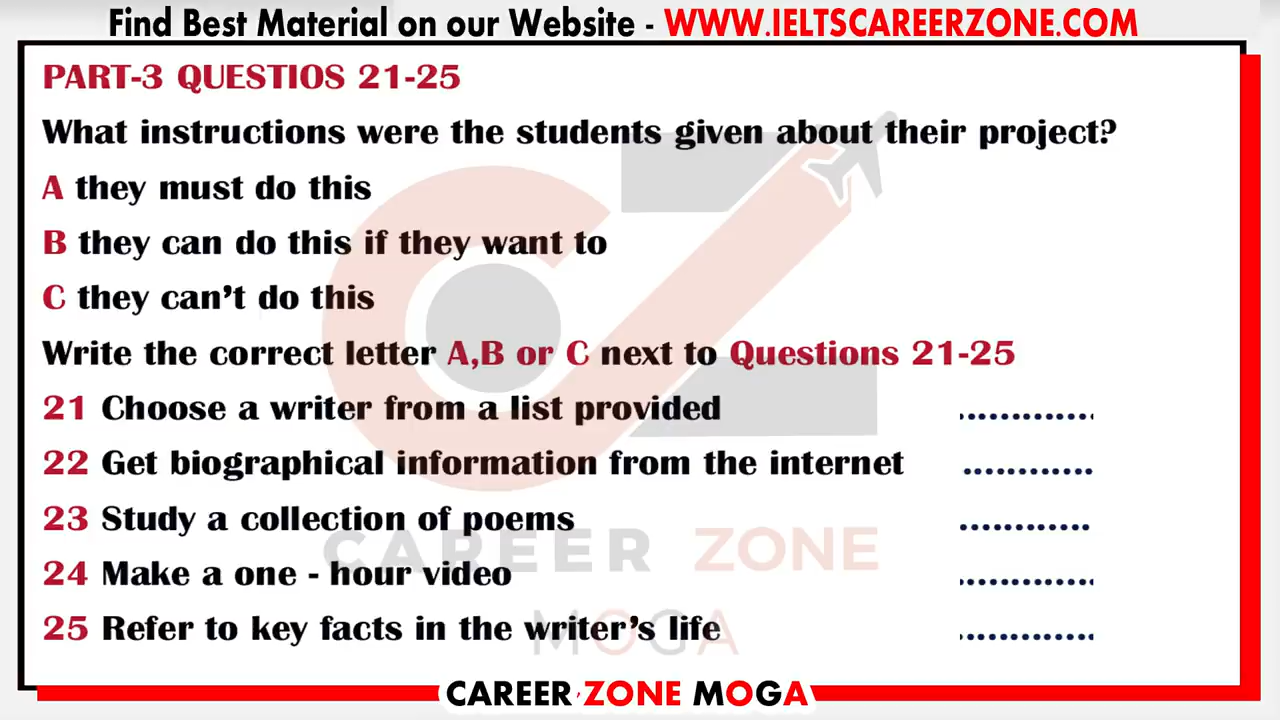 Find Best Material on our Website - WWW.IELTSCAREERZONE.COM
PART-3 QUESTIOS 21-25
What instructions were the students given about their project?
A they must do this
B they can do this if they want to
C they can't do this
Write the correct letter A,B or C next to Questions 21-25
21 Choose a writer from a list provided ..............
22 Get biographical information from the internet ..............
23 Study a collection of poems ..............
24 Make a one - hour video ..............
25 Refer to key facts in the writer's life ..............
CAREER ZONE
MOGA
CAREER ZONE MOGA